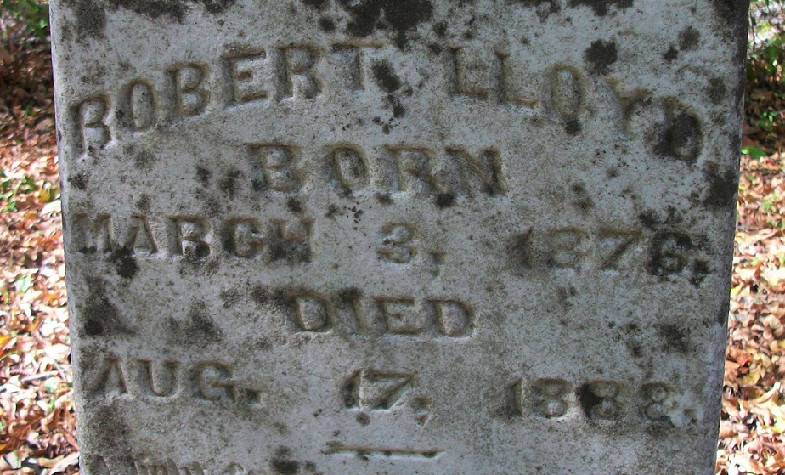 ROBERT LLOYD
BORN
MARCH 3, 1876.
DIED
AUG. 17, 1888.